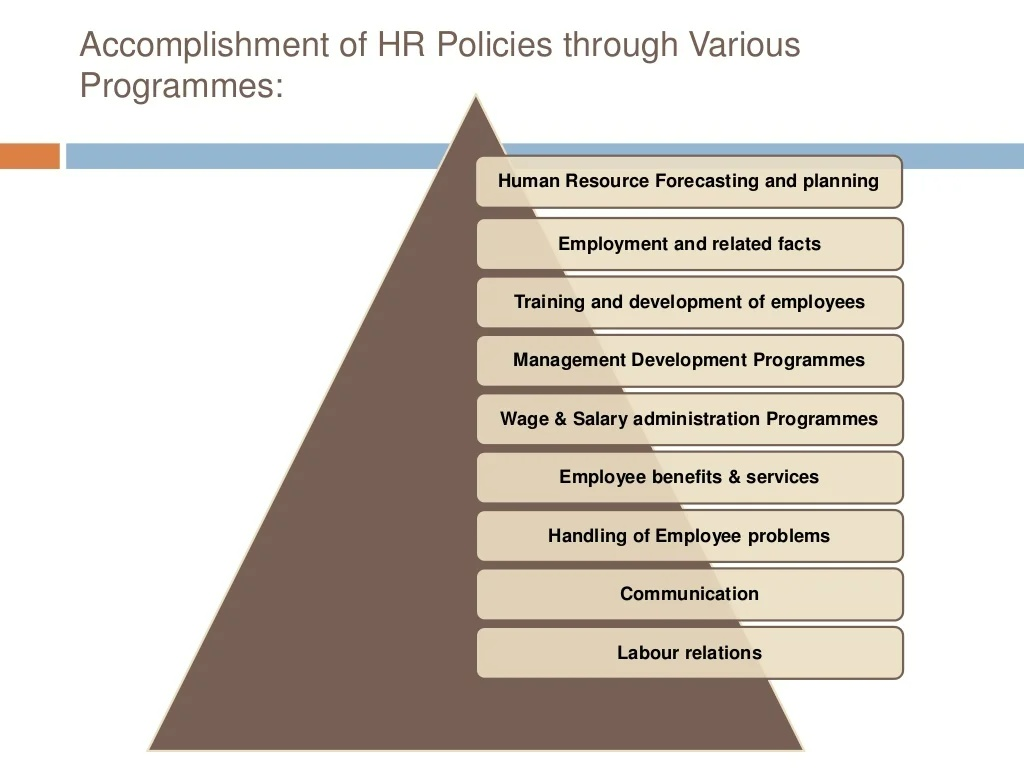 Accomplishment of HR Policies through Various
Programmes:
Human Resource Forecasting and planning
Employment and related facts
Training and development of employees
Management Development Programmes
Wage & Salary administration Programmes
Employee benefits & services
Handling of Employee problems
Communication
Labour relations